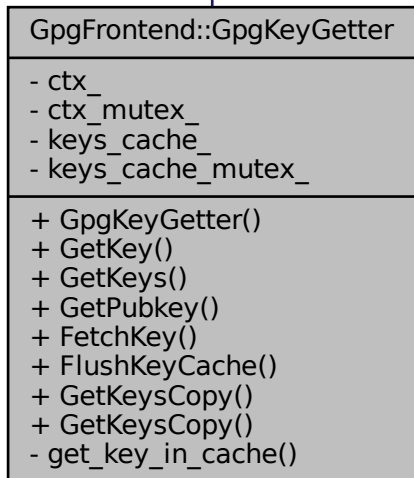 GpgFrontend::GpgKeyGetter
- ctx_
- ctx_mutex_
- keys_cache_
- keys_cache_mutex_
+ GpgKeyGetter()
+ GetKey()
+ GetKeys()
+ GetPubkey()
+ FetchKey()
+ FlushKeyCache()
+ GetKeysCopy()
+ GetKeysCopy()
- get_key_in_cache()